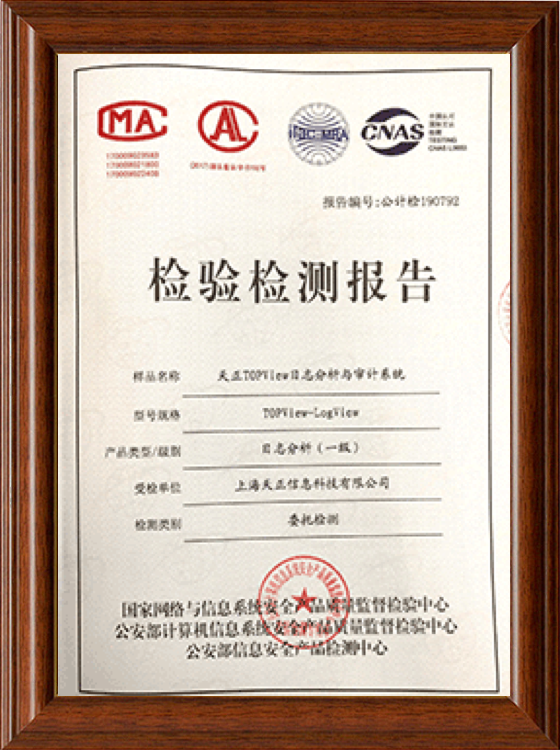 MA
AL
ilac-MRA
CNAS
TESTING
报告编号:公计检190792
检验检测报告
样品名称 天正TOPView日志分析与审计系统
型号规格 TOPView-LogView
产品类型/级别 日志分析(一级)
受检单位 上海天正信息科技有限公司
检测类别 委托检测
国家网络与信息系统安全产品质量监督检验中心
公安部计算机信息系统安全产品质量监督检验中心
公安部信息安全产品检测中心